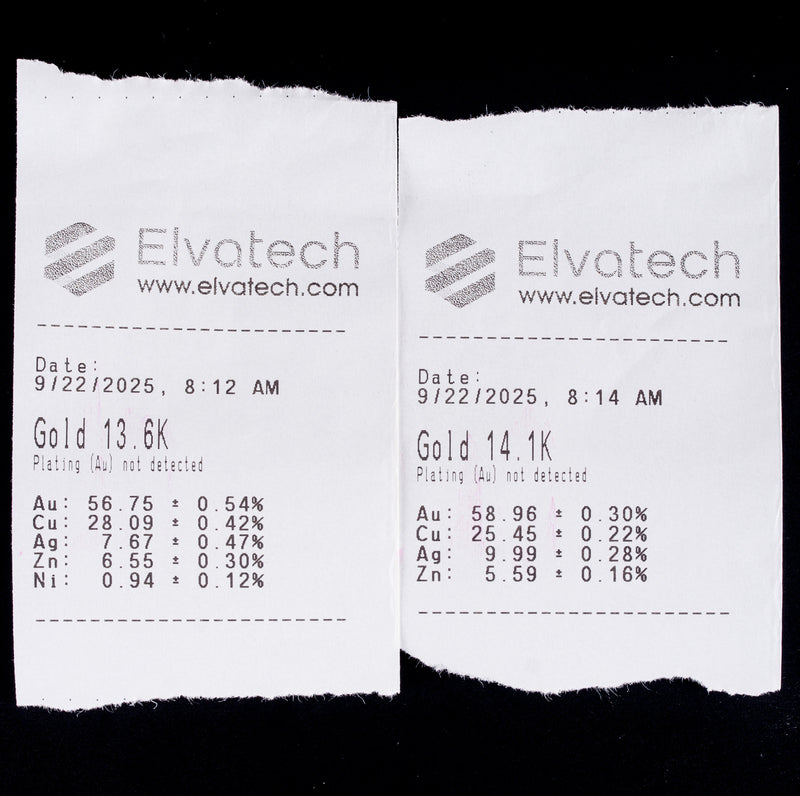 Elvatech
www.elvatech.com
Date:
9/22/2025, 8:12 AM
Gold 13.6K
Plating (Au) not detected
Au: 56.75 ± 0.54%
Cu: 28.09 ± 0.42%
Ag: 7.67 ± 0.47%
Zn: 6.55 ± 0.30%
Ni: 0.94 ± 0.12%
Elvatech
www.elvatech.com
Date:
9/22/2025, 8:14 AM
Gold 14.1K
Plating (Au) not detected
Au: 58.96 ± 0.30%
Cu: 25.45 ± 0.22%
Ag: 9.99 ± 0.28%
Zn: 5.59 ± 0.16%